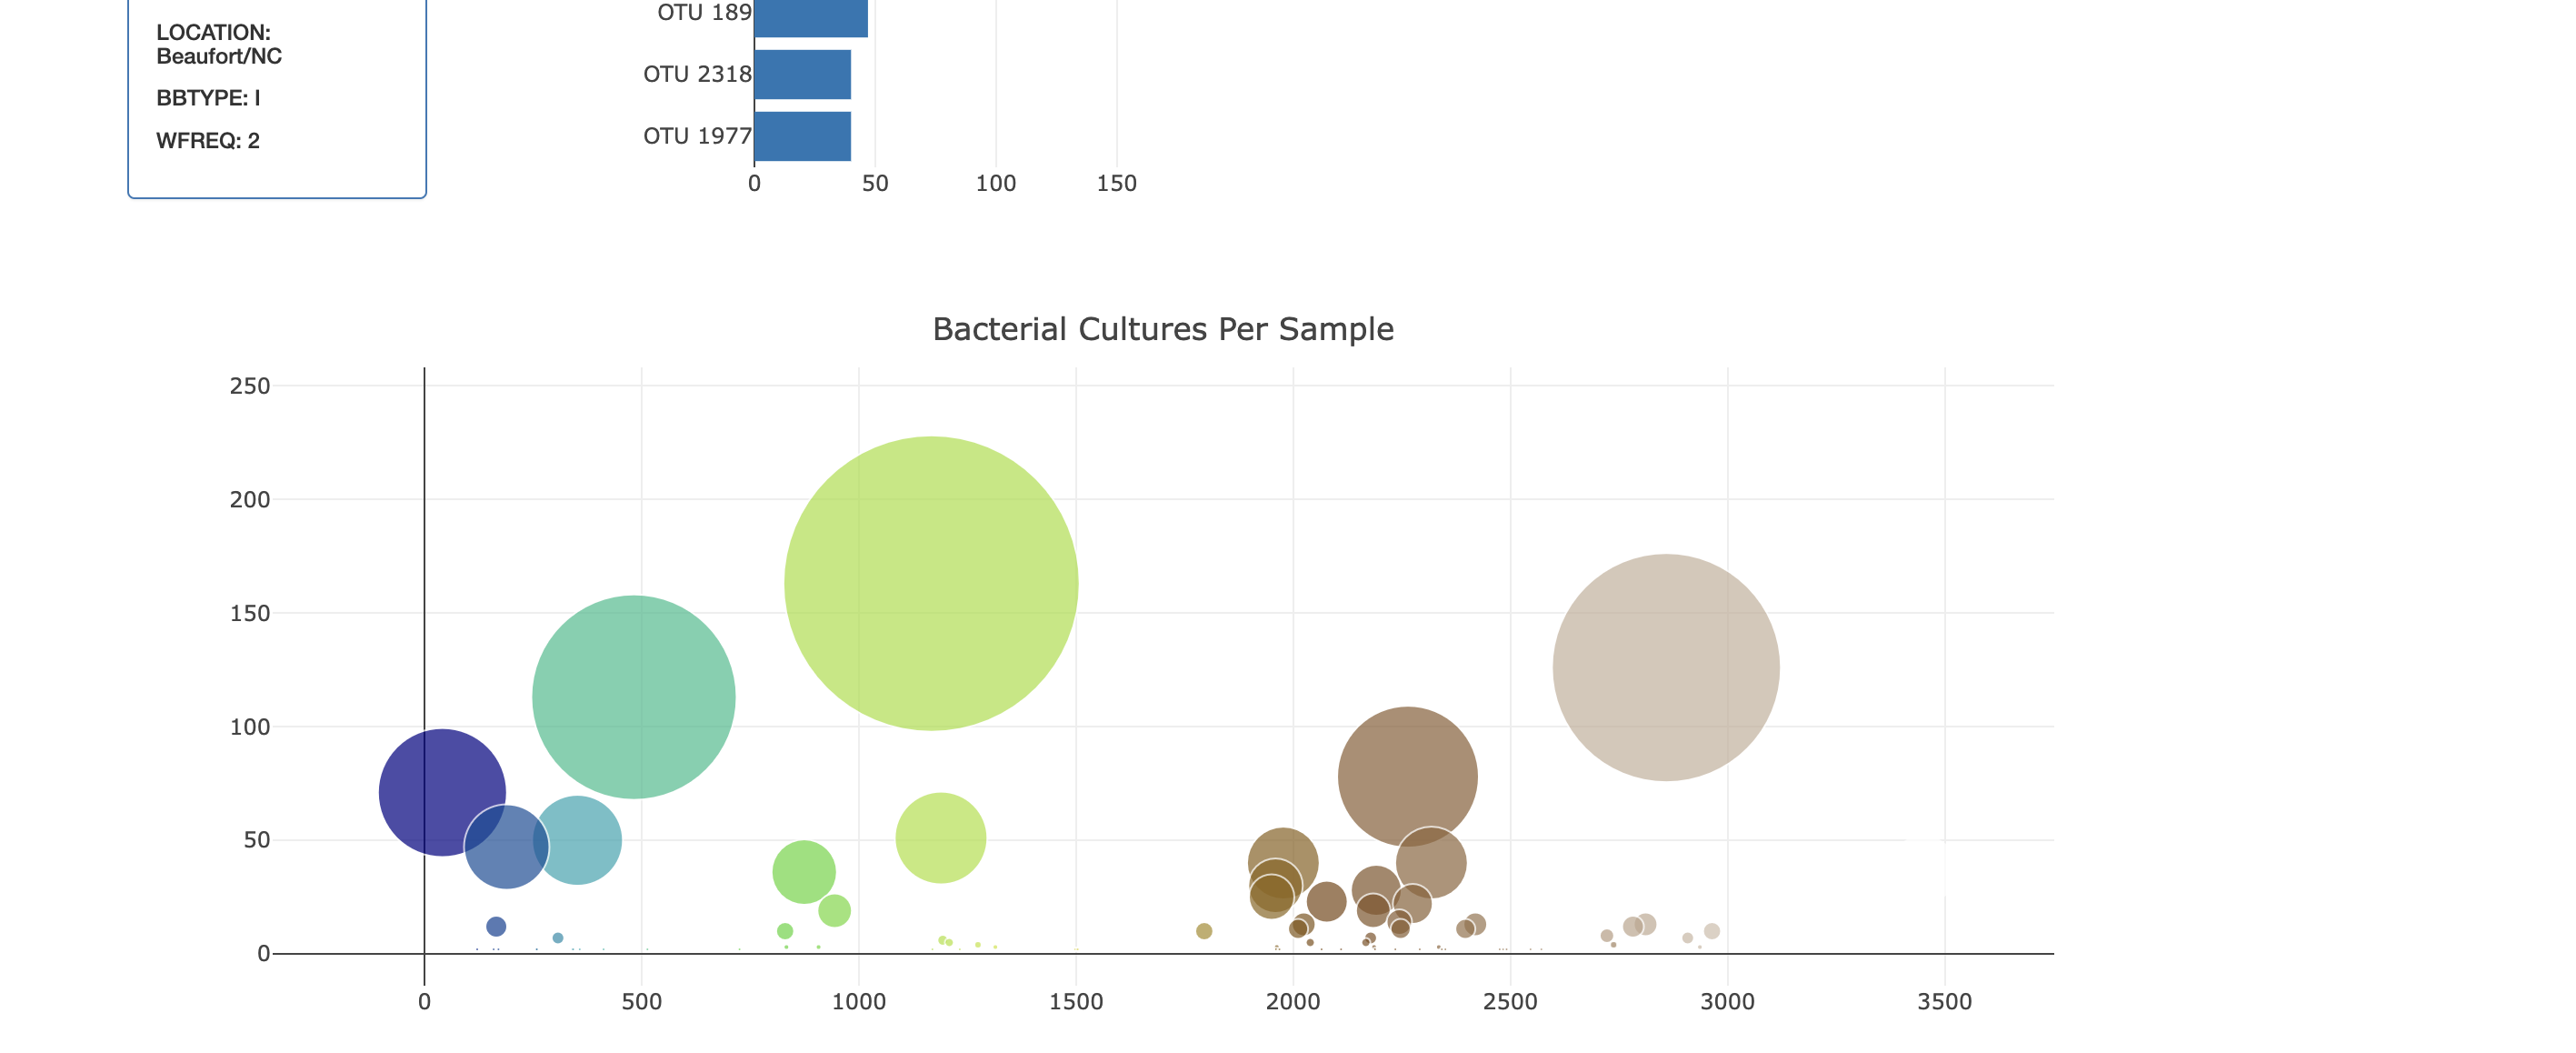 LOCATION:
Beaufort/NC
BBTYPE: I
WFREQ: 2
OTU 189
OTU 2318
OTU 1977
0 50 100 150
Bacterial Cultures Per Sample
250
200
150
100
50
0
0 500 1000 1500 2000 2500 3000 3500